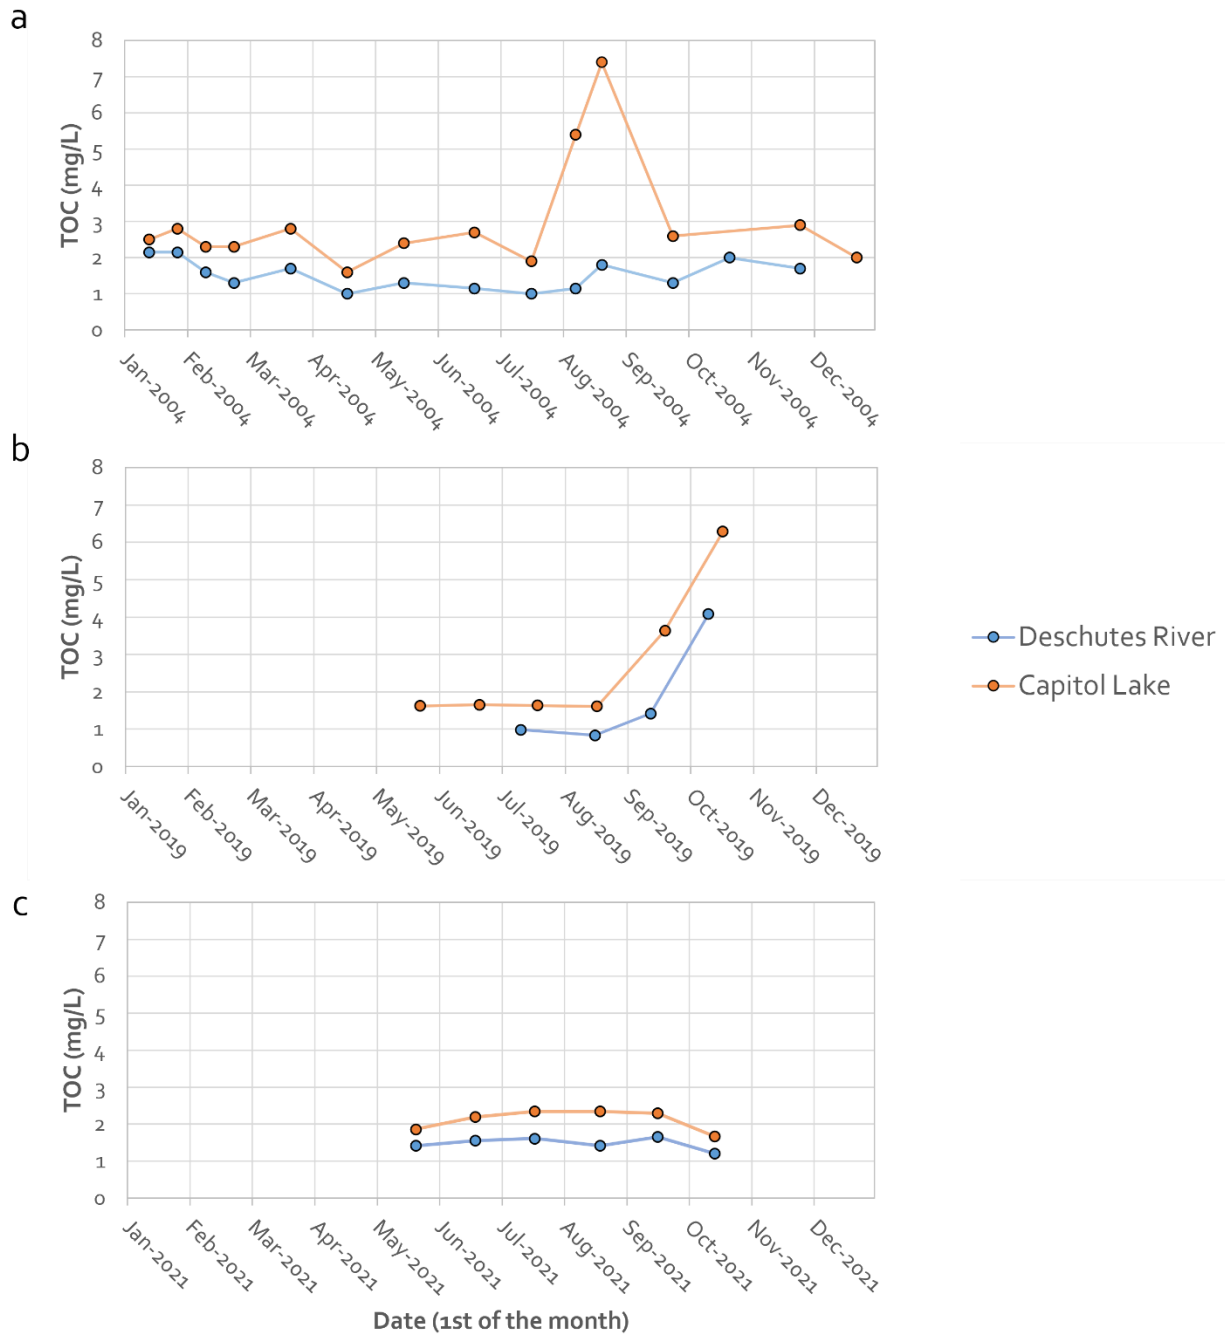 a
8
7
6
5
4
3
2
1
0
TOC (mg/L)
Jan-2004
Feb-2004
Mar-2004
Apr-2004
May-2004
Jun-2004
Jul-2004
Aug-2004
Sep-2004
Oct-2004
Nov-2004
Dec-2004
b
8
7
6
5
4
3
2
1
0
TOC (mg/L)
Jan-2019
Feb-2019
Mar-2019
Apr-2019
May-2019
Jun-2019
Jul-2019
Aug-2019
Sep-2019
Oct-2019
Nov-2019
Dec-2019
Deschutes River
Capitol Lake
c
8
7
6
5
4
3
2
1
0
TOC (mg/L)
Jan-2021
Feb-2021
Mar-2021
Apr-2021
May-2021
Jun-2021
Jul-2021
Aug-2021
Sep-2021
Oct-2021
Nov-2021
Dec-2021
Date (1st of the month)